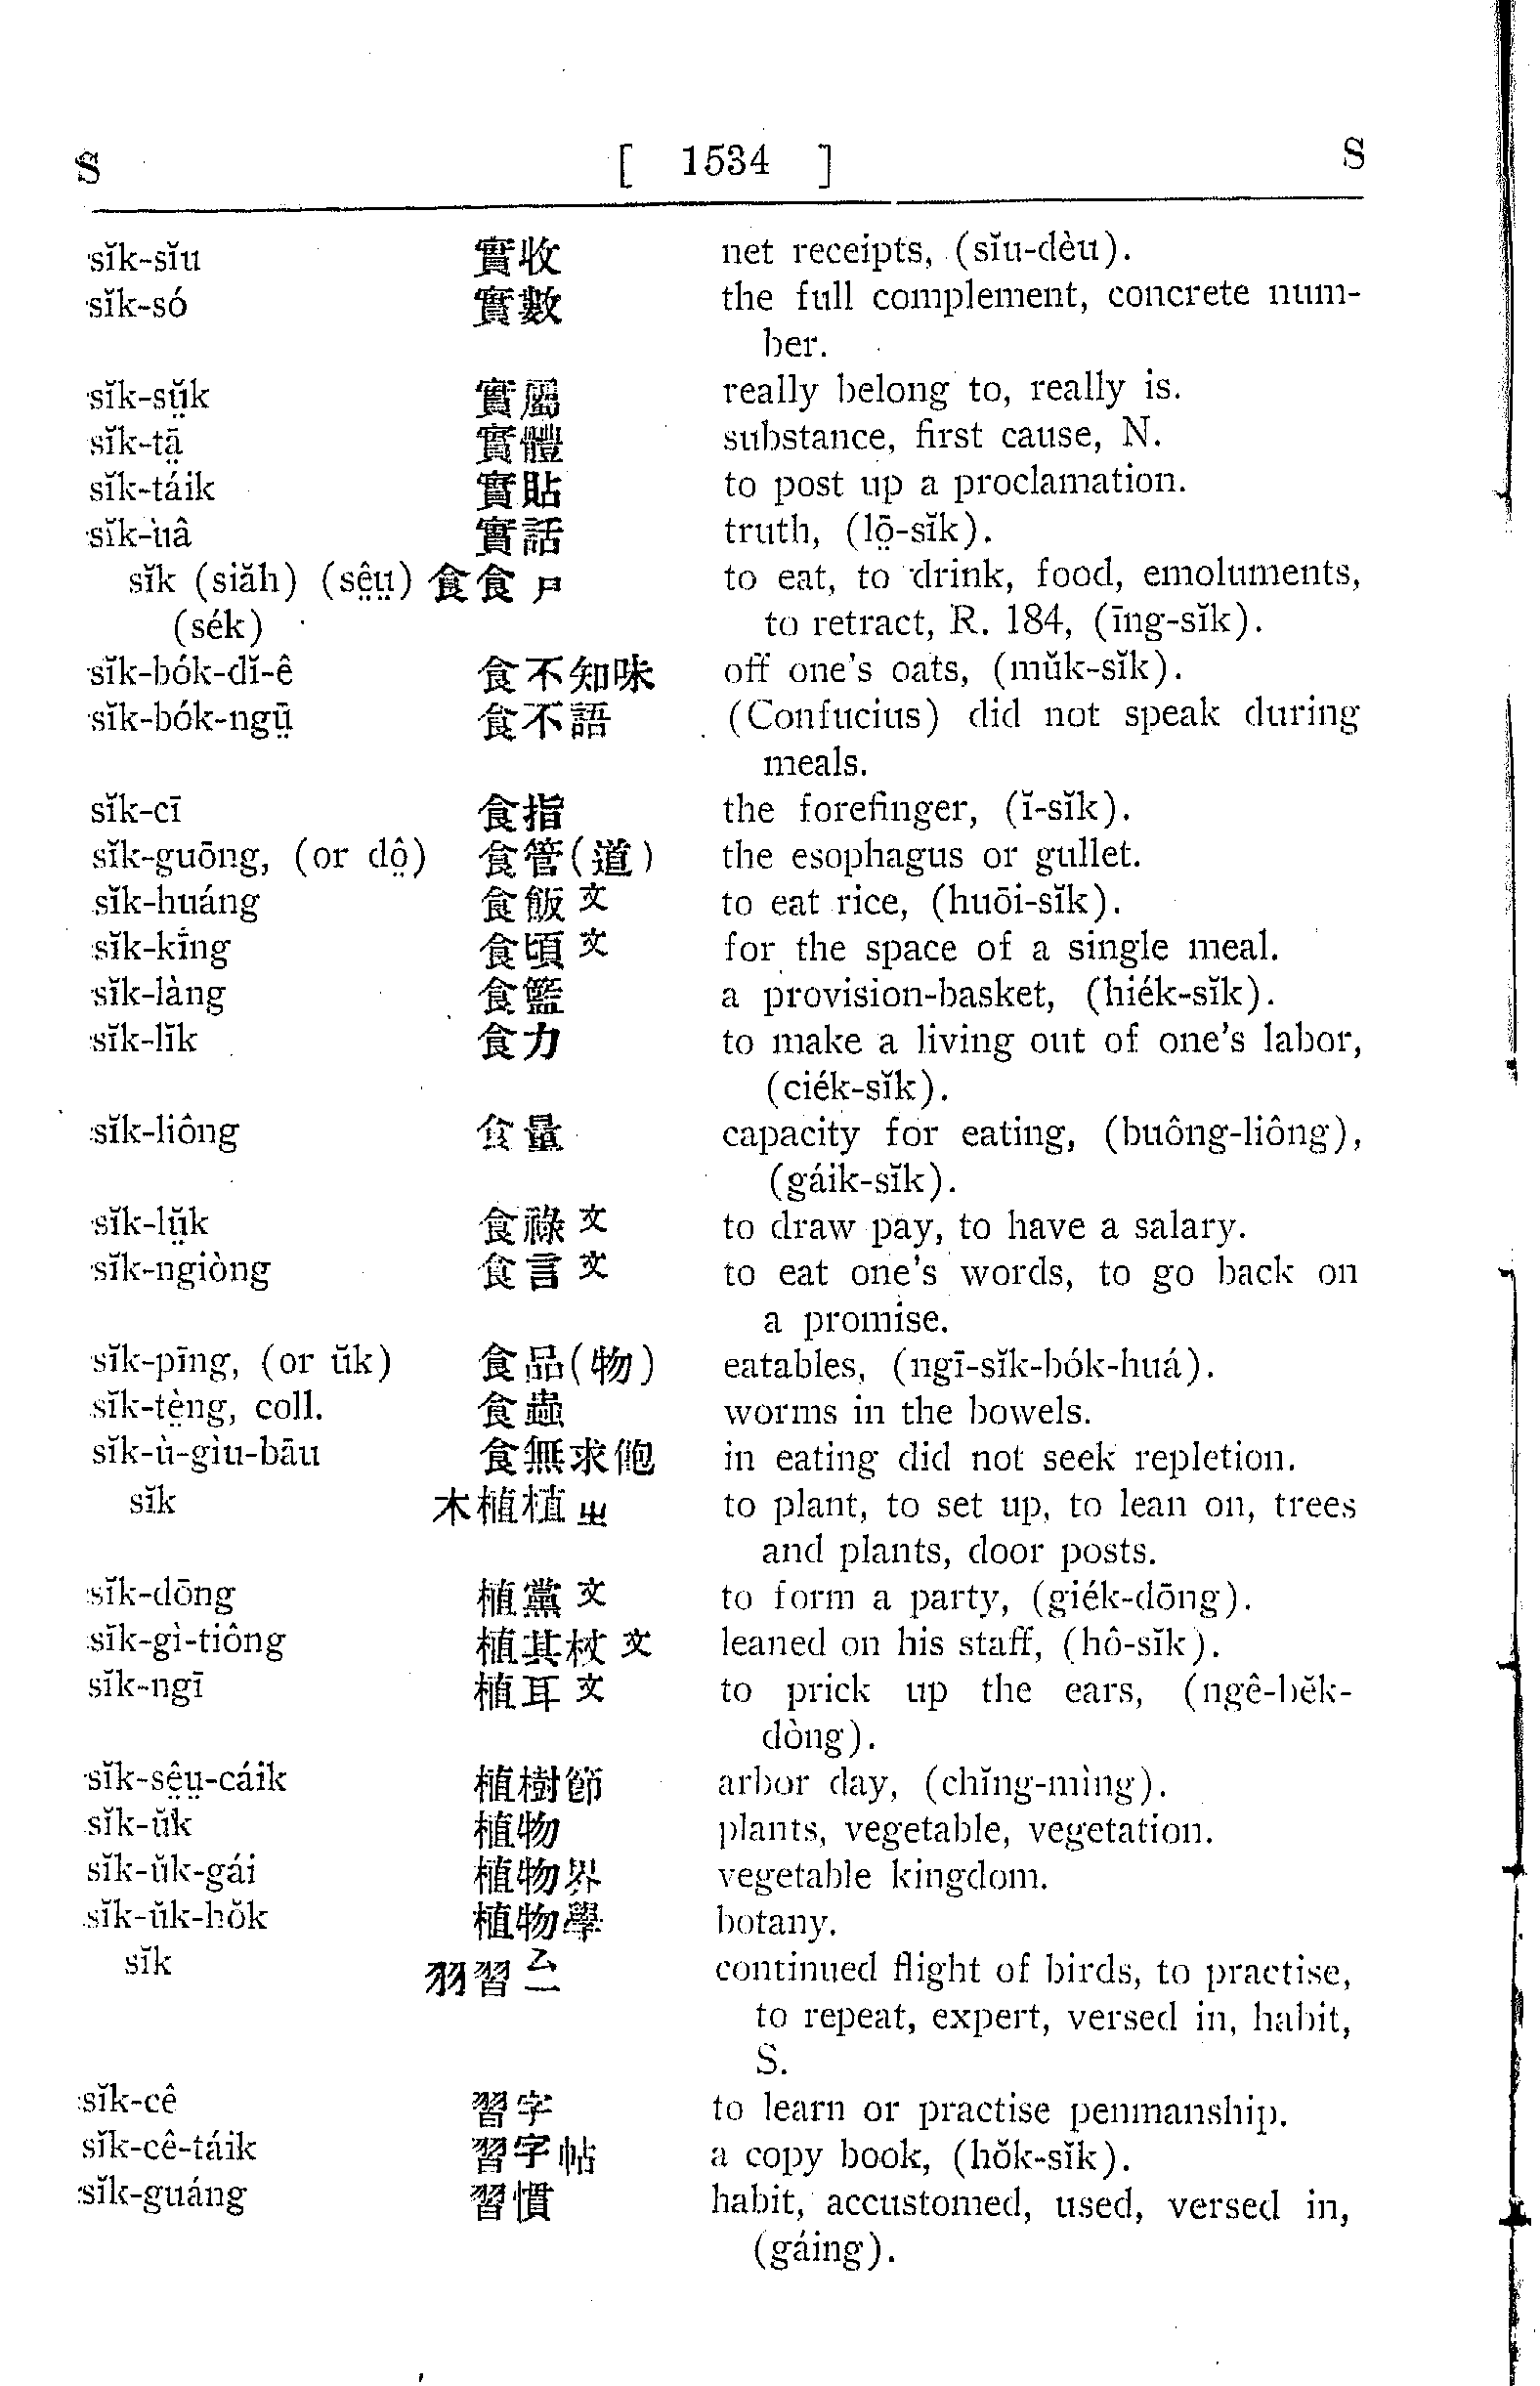 S [ 1534 ] S
sĭk-sĭu 實收 net receipts, (sĭu-dèu).
sĭk-só 實數 the full complement, concrete num-
ber.
sĭk-sṳ̆k 實屬 really belong to, really is.
sĭk-tā̤ 實體 substance, first cause, N.
sĭk-táik 實貼 to post up a proclamation.
sĭk-ùâ 實話 truth, (lō̤-sĭk).
sĭk (siăh) (sê̤ṳ) 食食 to eat, to drink, food, emoluments,
(sék) to retract, R. 184, (īng-sĭk).
sĭk-bók-dĭ-ê 食不知味 off one's oats, (mŭk-sĭk).
sĭk-bók-ngṳ̄ 食不語 (Confucius) did not speak during
meals.
sĭk-cī 食指 the forefinger, (ĭ-sĭk).
sĭk-guōng, (or dô̤) 食管(道) the esophagus or gullet.
sĭk-huáng 食飯文 to eat rice, (huōi-sĭk).
sĭk-kīng 食頃文 for the space of a single meal.
sĭk-làng 食籃 a provision-basket, (hiék-sĭk).
sĭk-lĭk 食力 to make a living out of one's labor,
(ciék-sĭk).
sĭk-liông 食量 capacity for eating, (buông-liông),
(gáik-sĭk).
sĭk-lṳ̆k 食祿文 to draw pay, to have a salary.
sĭk-ngiòng 食言文 to eat one's words, to go back on
a promise.
sĭk-pīng, (or ŭk) 食品(物) eatables, (ngī-sĭk-bók-huá).
sĭk-tè̤ng, coll. 食蟲 worms in the bowels.
sĭk-ù-gìu-bāu 食無求飽 in eating did not seek repletion.
sĭk 木植植 to plant, to set up, to lean on, trees
and plants, door posts.
sĭk-dōng 植黨文 to form a party, (giék-dōng).
sĭk-gì-tiông 植其杖文 leaned on his staff, (hô-sĭk).
sĭk-ngī 植耳文 to prick up the ears, (ngê-bĕk-
dòng).
sĭk-sê̤ṳ-cáik 植樹節 arbor day, (chĭng-mìng).
sĭk-ŭk 植物 plants, vegetable, vegetation.
sĭk-ŭk-gái 植物界 vegetable kingdom.
sĭk-ŭk-hŏk 植物學 botany.
sĭk 羽習 continued flight of birds, to practise,
to repeat, expert, versed in, habit,
S.
sĭk-cê 習字 to learn or practise penmanship.
sĭk-cê-táik 習字帖 a copy book, (hŏk-sĭk).
sĭk-guáng 習慣 habit, accustomed, used, versed in,
(gáing).